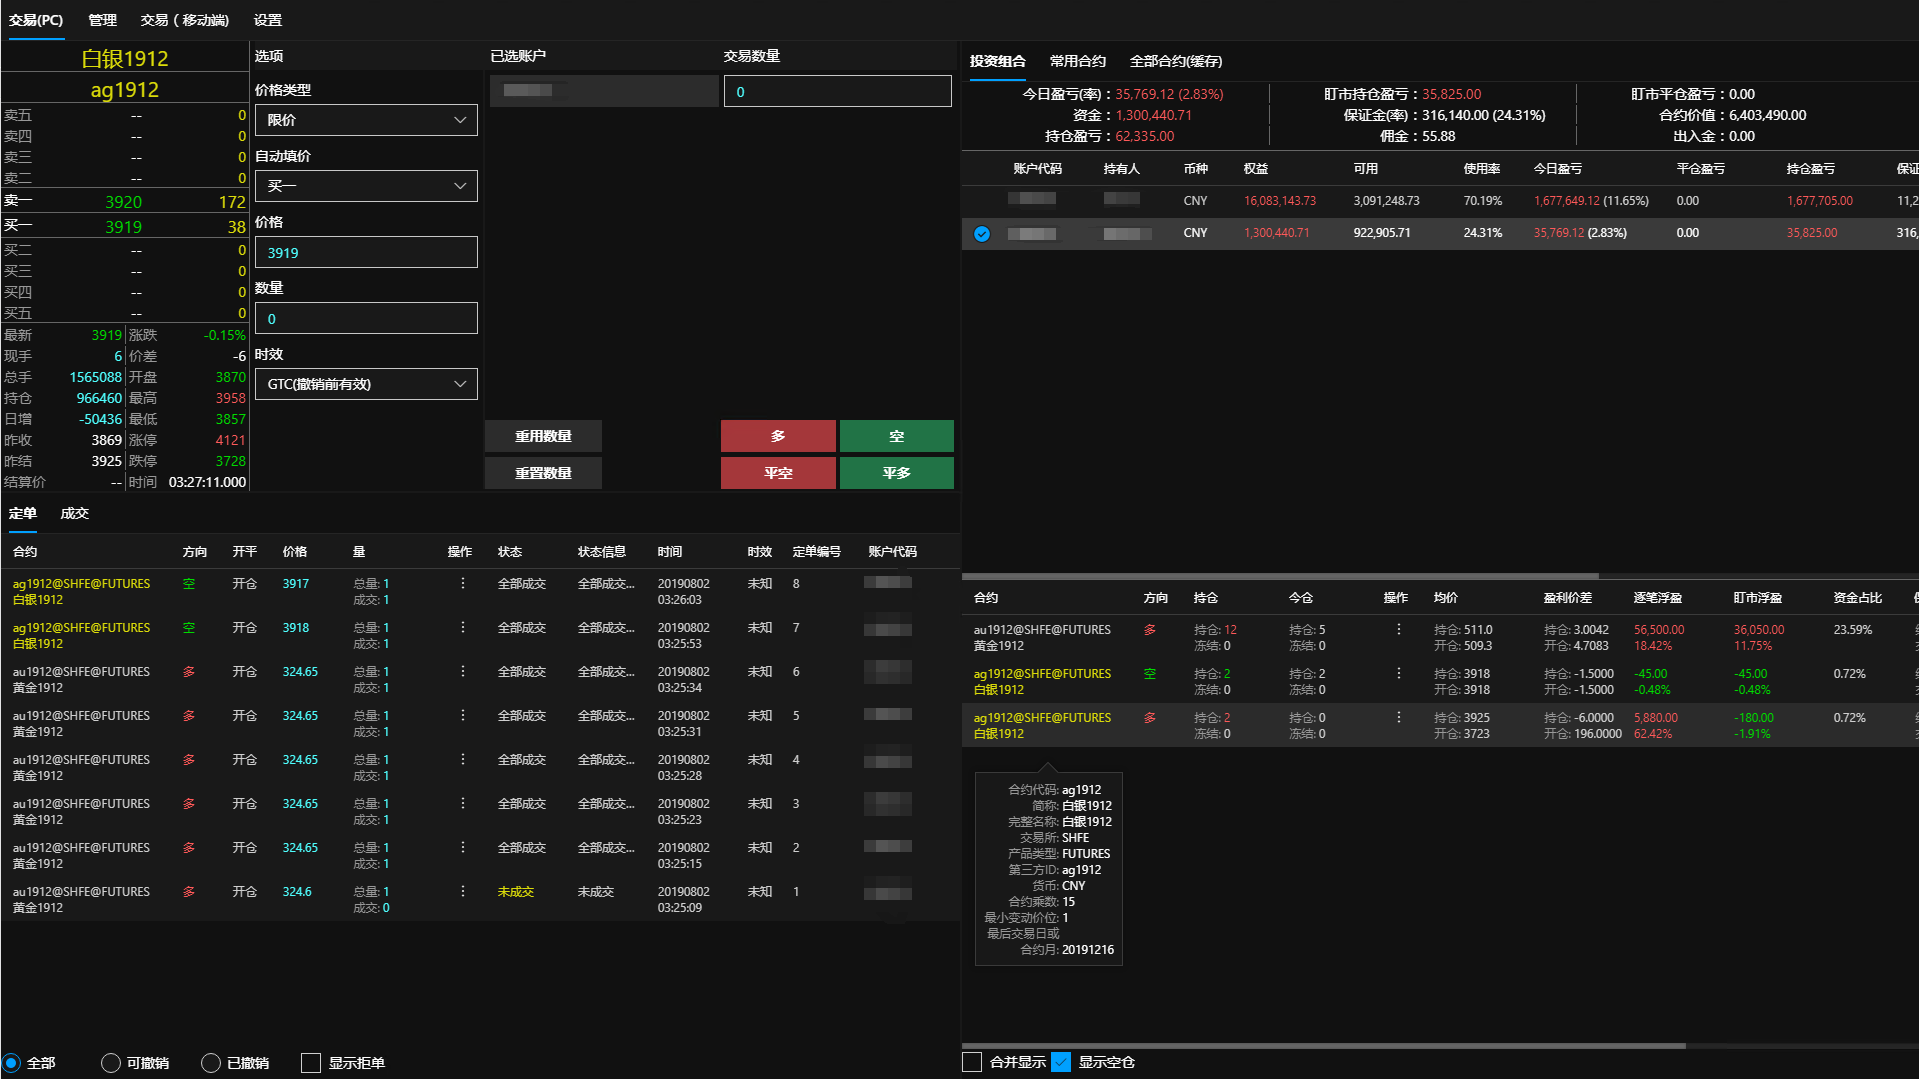 交易(PC) 管理 交易 ( 移动端) 设置
白银1912
ag1912
卖五 -- 0
卖四 -- 0
卖三 -- 0
卖二 -- 0
卖一 3920 172
买一 3919 38
买二 -- 0
买三 -- 0
买四 -- 0
买五 -- 0
最新 3919 涨跌 -0.15%
现手 6 价差 -6
总手 1565088 开盘 3870
持仓 966460 最高 3958
日增 -50436 最低 3857
昨收 3869 涨停 4121
昨结 3925 跌停 3728
结算价 -- 时间 03:27:11.000
选项
价格类型
限价
自动填价
买一
价格
3919
数量
0
时效
GTC(撤销前有效)
已选账户 交易数量
0
重用数量 多 空
重置数量 平空 平多
定单 成交
合约 方向 开平 价格 量 操作 状态 状态信息 时间 时效 定单编号 账户代码
ag1912@SHFE@FUTURES 空 开仓 3917 总量: 1 ⋮ 全部成交 全部成交... 20190802 未知 8
白银1912 成交: 1 03:26:03
ag1912@SHFE@FUTURES 空 开仓 3918 总量: 1 ⋮ 全部成交 全部成交... 20190802 未知 7
白银1912 成交: 1 03:25:53
au1912@SHFE@FUTURES 多 开仓 324.65 总量: 1 ⋮ 全部成交 全部成交... 20190802 未知 6
黄金1912 成交: 1 03:25:34
au1912@SHFE@FUTURES 多 开仓 324.65 总量: 1 ⋮ 全部成交 全部成交... 20190802 未知 5
黄金1912 成交: 1 03:25:31
au1912@SHFE@FUTURES 多 开仓 324.65 总量: 1 ⋮ 全部成交 全部成交... 20190802 未知 4
黄金1912 成交: 1 03:25:28
au1912@SHFE@FUTURES 多 开仓 324.65 总量: 1 ⋮ 全部成交 全部成交... 20190802 未知 3
黄金1912 成交: 1 03:25:23
au1912@SHFE@FUTURES 多 开仓 324.65 总量: 1 ⋮ 全部成交 全部成交... 20190802 未知 2
黄金1912 成交: 1 03:25:15
au1912@SHFE@FUTURES 多 开仓 324.6 总量: 1 ⋮ 未成交 未成交 20190802 未知 1
黄金1912 成交: 0 03:25:09
全部 可撤销 已撤销 显示拒单
投资组合 常用合约 全部合约(缓存)
今日盈亏(率) : 35,769.12 (2.83%) 盯市持仓盈亏 : 35,825.00 盯市平仓盈亏 : 0.00
资金 : 1,300,440.71 保证金(率) : 316,140.00 (24.31%) 合约价值 : 6,403,490.00
持仓盈亏 : 62,335.00 佣金 : 55.88 出入金 : 0.00
账户代码 持有人 币种 权益 可用 使用率 今日盈亏 平仓盈亏 持仓盈亏 保证
CNY 16,083,143.73 3,091,248.73 70.19% 1,677,649.12 (11.65%) 0.00 1,677,705.00 11,2
CNY 1,300,440.71 922,905.71 24.31% 35,769.12 (2.83%) 0.00 35,825.00 316,
合约 方向 持仓 今仓 操作 均价 盈利价差 逐笔浮盈 盯市浮盈 资金占比
au1912@SHFE@FUTURES 多 持仓: 12 持仓: 5 ⋮ 持仓: 511.0 持仓: 3.0042 56,500.00 36,050.00 23.59%
黄金1912 冻结: 0 冻结: 0 开仓: 509.3 开仓: 4.7083 18.42% 11.75%
ag1912@SHFE@FUTURES 空 持仓: 2 持仓: 2 ⋮ 持仓: 3918 持仓: -1.5000 -45.00 -45.00 0.72%
白银1912 冻结: 0 冻结: 0 开仓: 3918 开仓: -1.5000 -0.48% -0.48%
ag1912@SHFE@FUTURES 多 持仓: 2 持仓: 0 ⋮ 持仓: 3925 持仓: -6.0000 5,880.00 -180.00 0.72%
白银1912 冻结: 0 冻结: 0 开仓: 3723 开仓: 196.0000 62.42% -1.91%
合约代码: ag1912
简称: 白银1912
完整名称: 白银1912
交易所: SHFE
产品类型: FUTURES
第三方ID: ag1912
货币: CNY
合约乘数: 15
最小变动价位: 1
最后交易日或
合约月: 20191216
合并显示 显示空仓